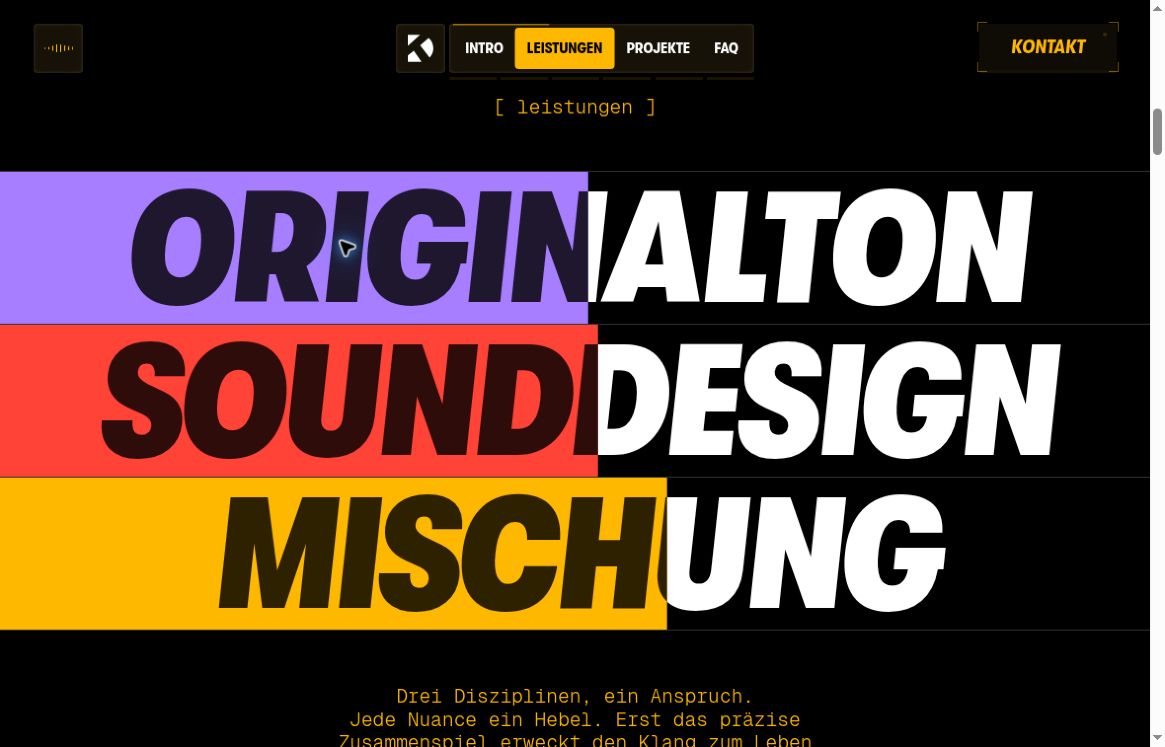 INTRO LEISTUNGEN PROJEKTE FAQ KONTAKT
[ leistungen ]
ORIGINALTON
SOUNDDESIGN
MISCHUNG
Drei Disziplinen, ein Anspruch.
Jede Nuance ein Hebel. Erst das präzise
Zusammenspiel erweckt den Klang zum Leben